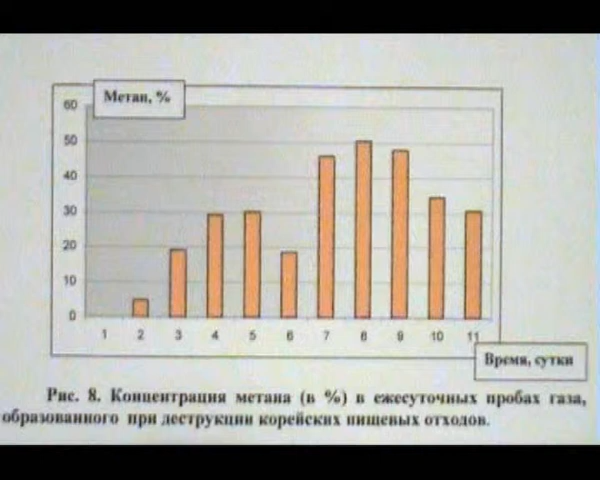 Метан, %
60
50
40
30
20
10
0
1 2 3 4 5 6 7 8 9 10 11
Время, сутки
Рис. 8. Концентрация метана (в %) в ежесуточных пробах газа,
образованного при деструкции корейских пищевых отходов.